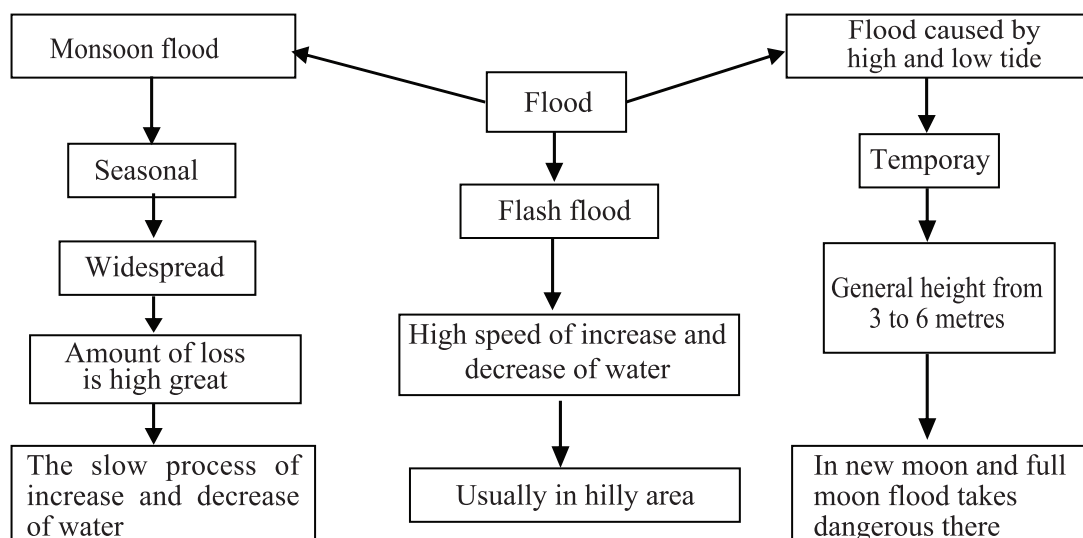 Monsoon flood
Flood
Flood caused by
high and low tide
Seasonal
Widespread
Amount of loss
is high great
The slow process of
increase and decrease
of water
Flash flood
High speed of increase and
decrease of water
Usually in hilly area
Temporay
General height from
3 to 6 metres
In new moon and full
moon flood takes
dangerous there